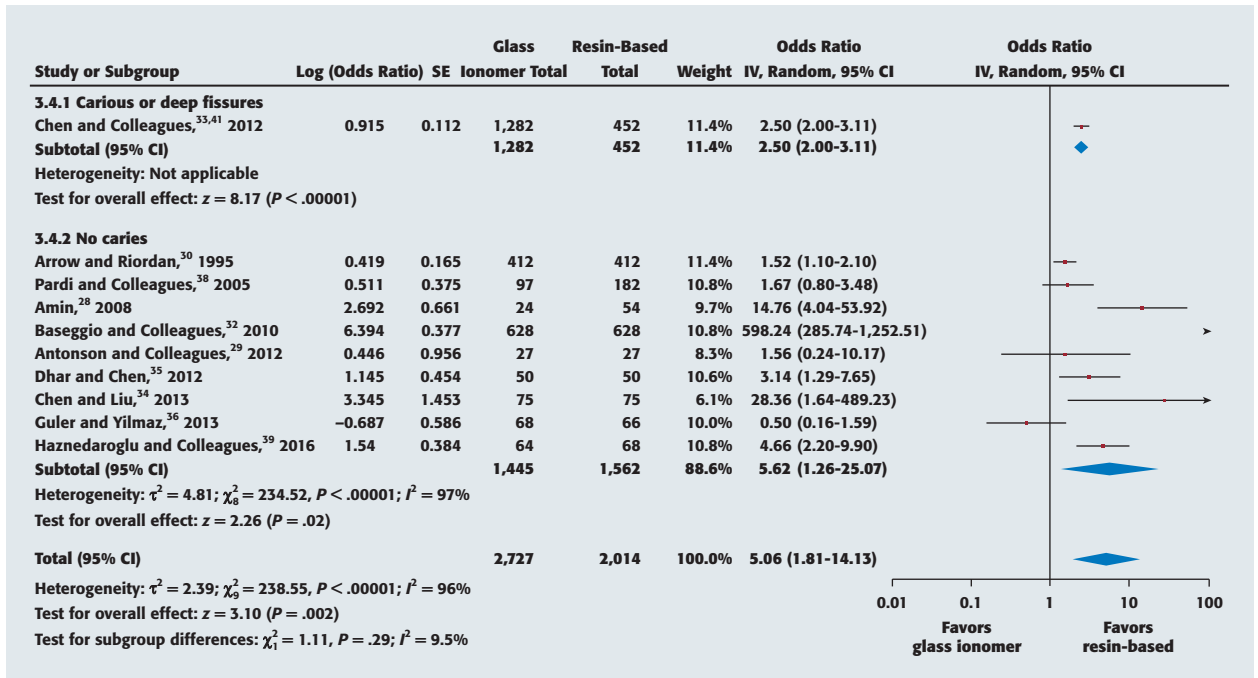 Glass Resin-Based Odds Ratio Odds Ratio
Study or Subgroup Log (Odds Ratio) SE Ionomer Total Total Weight IV, Random, 95% CI IV, Random, 95% CI
3.4.1 Carious or deep fissures
Chen and Colleagues,33,41 2012 0.915 0.112 1,282 452 11.4% 2.50 (2.00-3.11)
Subtotal (95% CI) 1,282 452 11.4% 2.50 (2.00-3.11)
Heterogeneity: Not applicable
Test for overall effect: z = 8.17 (P < .00001)
3.4.2 No caries
Arrow and Riordan,30 1995 0.419 0.165 412 412 11.4% 1.52 (1.10-2.10)
Pardi and Colleagues,38 2005 0.511 0.375 97 182 10.8% 1.67 (0.80-3.48)
Amin,28 2008 2.692 0.661 24 54 9.7% 14.76 (4.04-53.92)
Baseggio and Colleagues,32 2010 6.394 0.377 628 628 10.8% 598.24 (285.74-1,252.51)
Antonson and Colleagues,29 2012 0.446 0.956 27 27 8.3% 1.56 (0.24-10.17)
Dhar and Chen,35 2012 1.145 0.454 50 50 10.6% 3.14 (1.29-7.65)
Chen and Liu,34 2013 3.345 1.453 75 75 6.1% 28.36 (1.64-489.23)
Guler and Yilmaz,36 2013 −0.687 0.586 68 66 10.0% 0.50 (0.16-1.59)
Haznedaroglu and Colleagues,39 2016 1.54 0.384 64 68 10.8% 4.66 (2.20-9.90)
Subtotal (95% CI) 1,445 1,562 88.6% 5.62 (1.26-25.07)
Heterogeneity: τ² = 4.81; χ²₈ = 234.52, P < .00001; I² = 97%
Test for overall effect: z = 2.26 (P = .02)
Total (95% CI) 2,727 2,014 100.0% 5.06 (1.81-14.13)
Heterogeneity: τ² = 2.39; χ²₉ = 238.55, P < .00001; I² = 96%
Test for overall effect: z = 3.10 (P = .002)
Test for subgroup differences: χ²₁ = 1.11, P = .29; I² = 9.5%
0.01 0.1 1 10 100
Favors Favors
glass ionomer resin-based